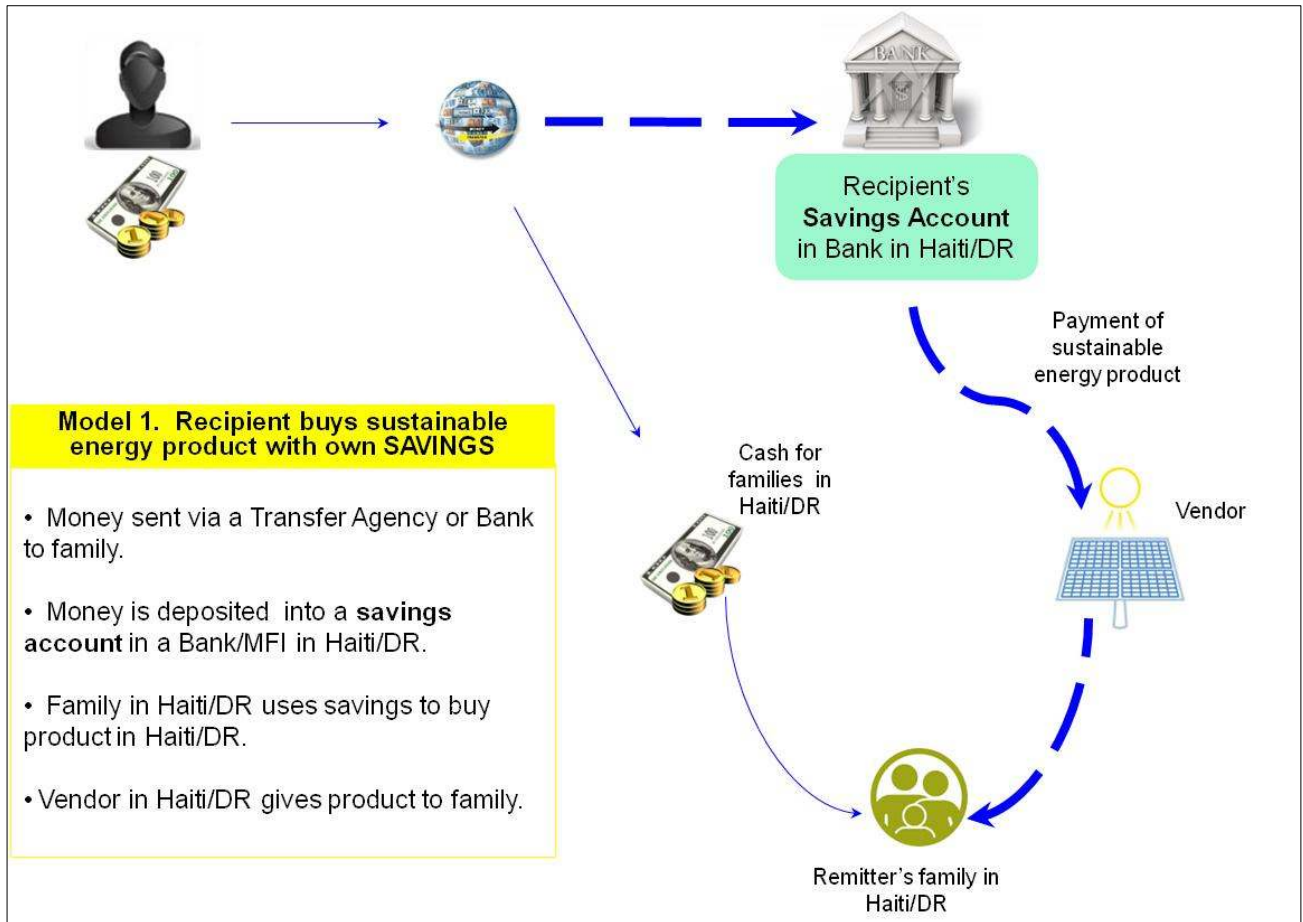 BANK
MONEY
TRANSFER
Recipient's
Savings Account
in Bank in Haiti/DR
Payment of
sustainable
energy product
Model 1. Recipient buys sustainable
energy product with own SAVINGS
• Money sent via a Transfer Agency or Bank
to family.
• Money is deposited into a savings
account in a Bank/MFI in Haiti/DR.
• Family in Haiti/DR uses savings to buy
product in Haiti/DR.
• Vendor in Haiti/DR gives product to family.
Cash for
families in
Haiti/DR
Vendor
Remitter's family in
Haiti/DR